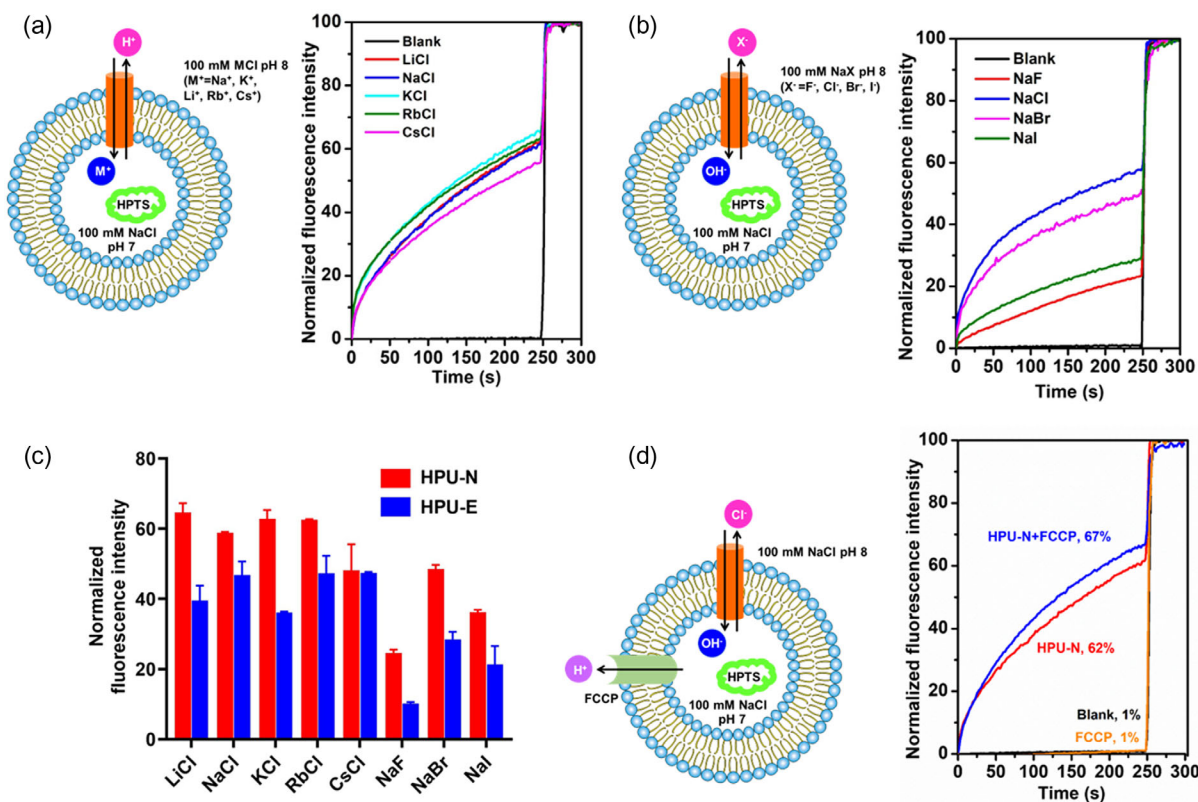 (a)
H⁺
100 mM MCl pH 8
(M⁺=Na⁺, K⁺,
Li⁺, Rb⁺, Cs⁺)
M⁺
HPTS
100 mM NaCl
pH 7
Normalized fluorescence intensity
100
80
60
40
20
0
Blank
LiCl
NaCl
KCl
RbCl
CsCl
0 50 100 150 200 250 300
Time (s)
(b)
X⁻
100 mM NaX pH 8
(X⁻=F⁻, Cl⁻, Br⁻, I⁻)
OH⁻
HPTS
100 mM NaCl
pH 7
Normalized fluorescence intensity
100
80
60
40
20
0
Blank
NaF
NaCl
NaBr
NaI
0 50 100 150 200 250 300
Time (s)
(c)
Normalized
fluorescence intensity
80
60
40
20
0
HPU-N
HPU-E
LiCl NaCl KCl RbCl CsCl NaF NaBr NaI
(d)
Cl⁻
100 mM NaCl pH 8
OH⁻
H⁺
FCCP
HPTS
100 mM NaCl
pH 7
Normalized fluorescence intensity
100
80
60
40
20
0
HPU-N+FCCP, 67%
HPU-N, 62%
Blank, 1%
FCCP, 1%
0 50 100 150 200 250 300
Time (s)